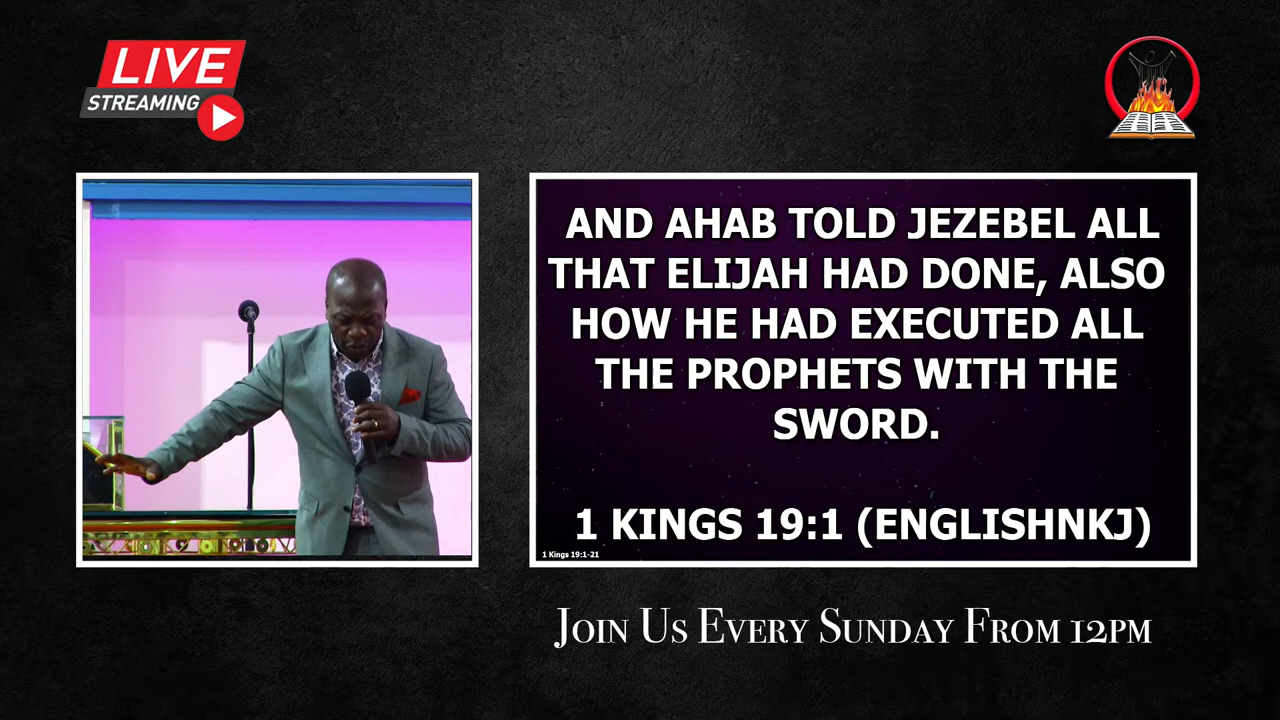 LIVE
STREAMING
AND AHAB TOLD JEZEBEL ALL
THAT ELIJAH HAD DONE, ALSO
HOW HE HAD EXECUTED ALL
THE PROPHETS WITH THE
SWORD.
1 KINGS 19:1 (ENGLISHNKJ)
1 Kings 19:1-21
Join Us Every Sunday From 12pm